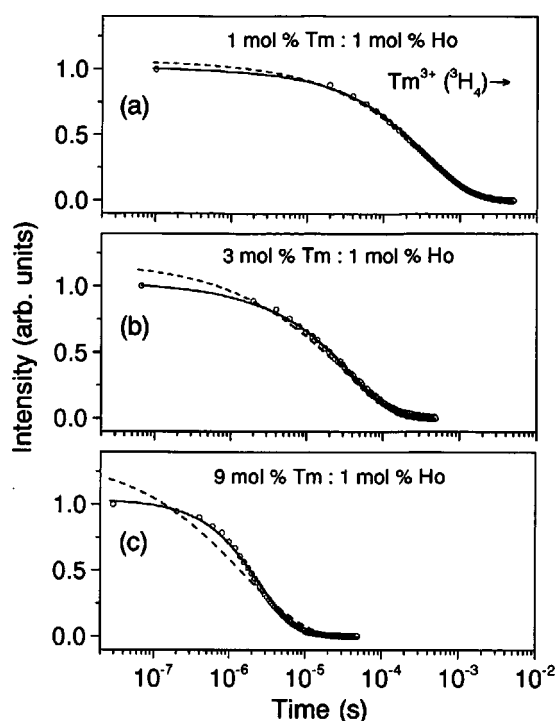 1 mol % Tm : 1 mol % Ho
1.0
Tm³⁺ (³H₄)→
(a)
0.5
0.0
3 mol % Tm : 1 mol % Ho
1.0
(b)
0.5
0.0
Intensity (arb. units)
9 mol % Tm : 1 mol % Ho
1.0
(c)
0.5
0.0
10⁻⁷ 10⁻⁶ 10⁻⁵ 10⁻⁴ 10⁻³ 10⁻²
Time (s)